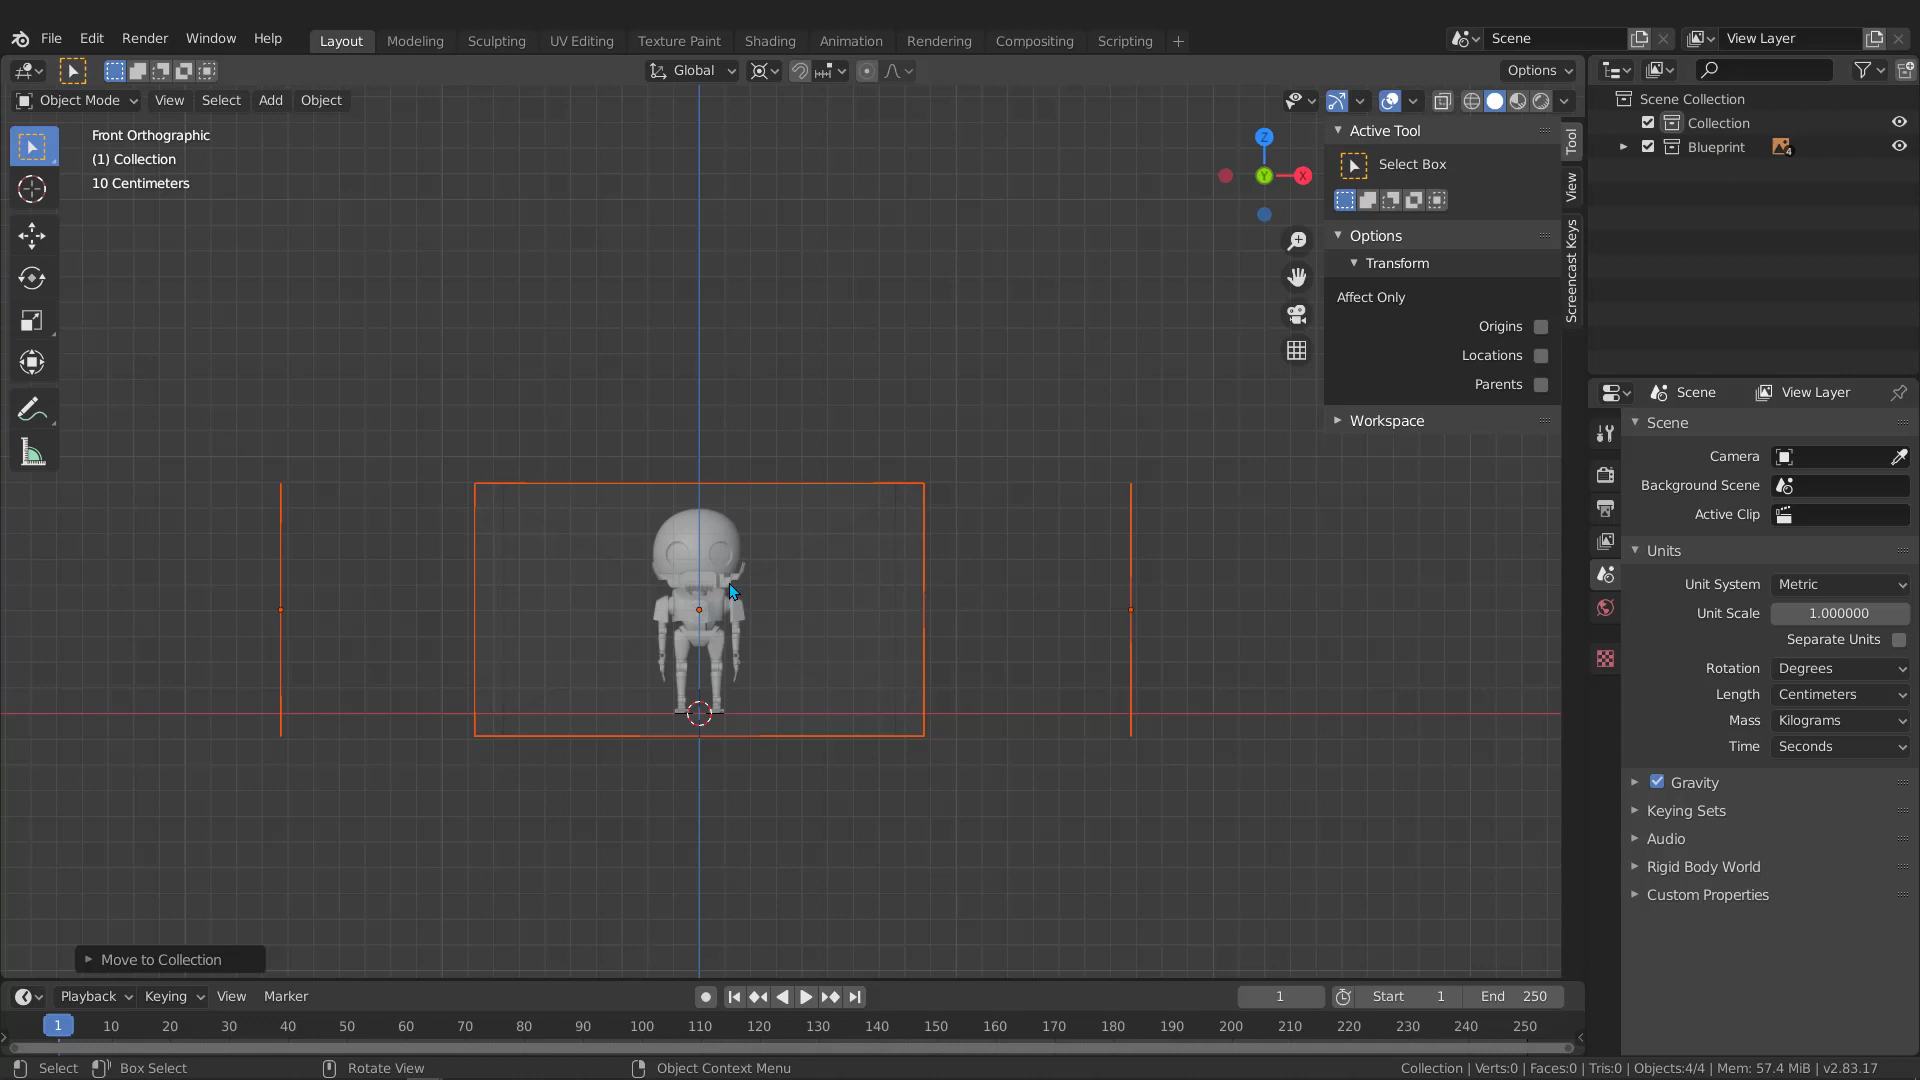 File Edit Render Window Help
Layout Modeling Sculpting UV Editing Texture Paint Shading Animation Rendering Compositing Scripting +
Scene
View Layer
Global
Options
Object Mode View Select Add Object
Front Orthographic
(1) Collection
10 Centimeters
Z
Y
X
Active Tool
Select Box
Options
Transform
Affect Only
Origins
Locations
Parents
Workspace
Tool
View
Screencast Keys
Scene Collection
Collection
Blueprint 4
Scene View Layer
Scene
Camera
Background Scene
Active Clip
Units
Unit System Metric
Unit Scale 1.000000
Separate Units
Rotation Degrees
Length Centimeters
Mass Kilograms
Time Seconds
Gravity
Keying Sets
Audio
Rigid Body World
Custom Properties
Move to Collection
Playback Keying View Marker
1 Start 1 End 250
1 10 20 30 40 50 60 70 80 90 100 110 120 130 140 150 160 170 180 190 200 210 220 230 240 250
Select Box Select Rotate View Object Context Menu
Collection | Verts:0 | Faces:0 | Tris:0 | Objects:4/4 | Mem: 57.4 MiB | v2.83.17